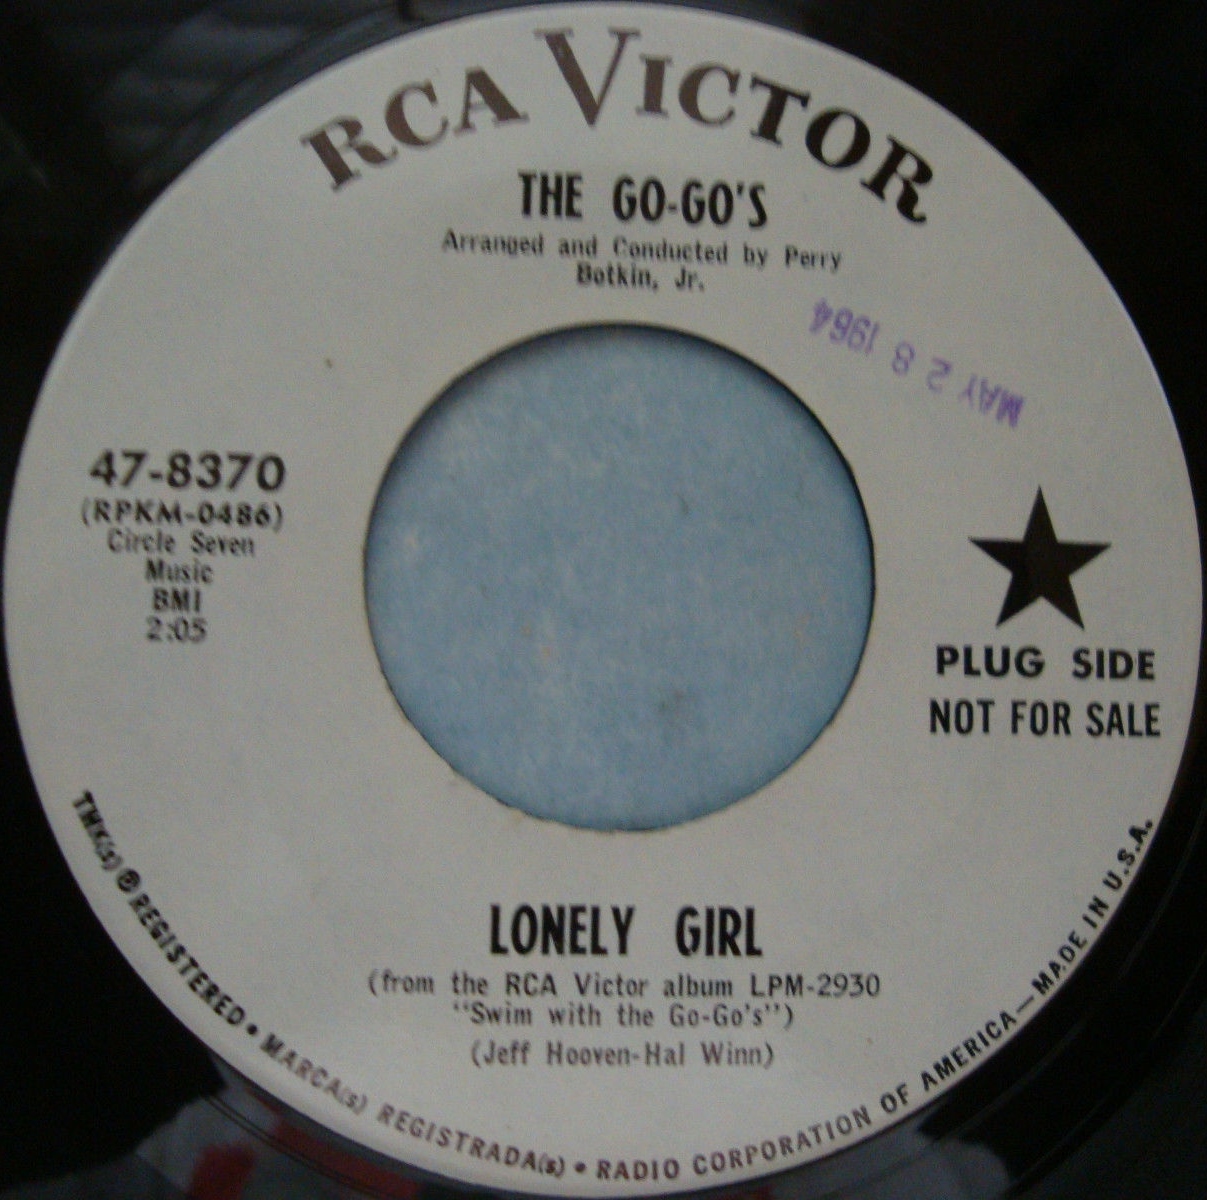 RCA VICTOR
THE GO-GO'S
Arranged and Conducted by Perry
Botkin, Jr.
MAY 28 1964
47-8370
(RPKM-0486)
Circle Seven
Music
BMI
2:05
PLUG SIDE
NOT FOR SALE
LONELY GIRL
(from the RCA Victor album LPM-2930
"Swim with the Go-Go's")
(Jeff Hooven-Hal Winn)
TMK(s) ® REGISTERED • MARCA(s) REGISTRADA(s) • RADIO CORPORATION OF AMERICA—MADE IN U.S.A.